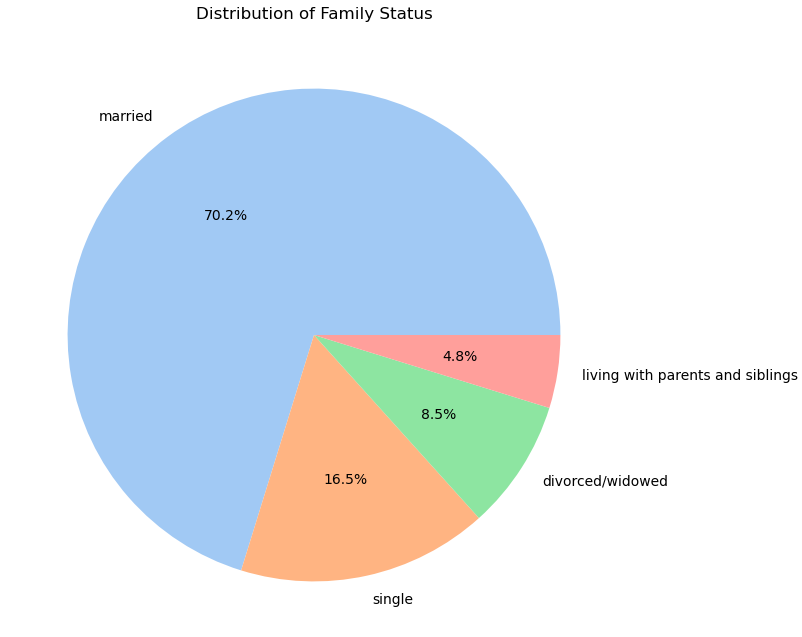 Distribution of Family Status
married
70.2%
4.8%
living with parents and siblings
8.5%
16.5%
divorced/widowed
single